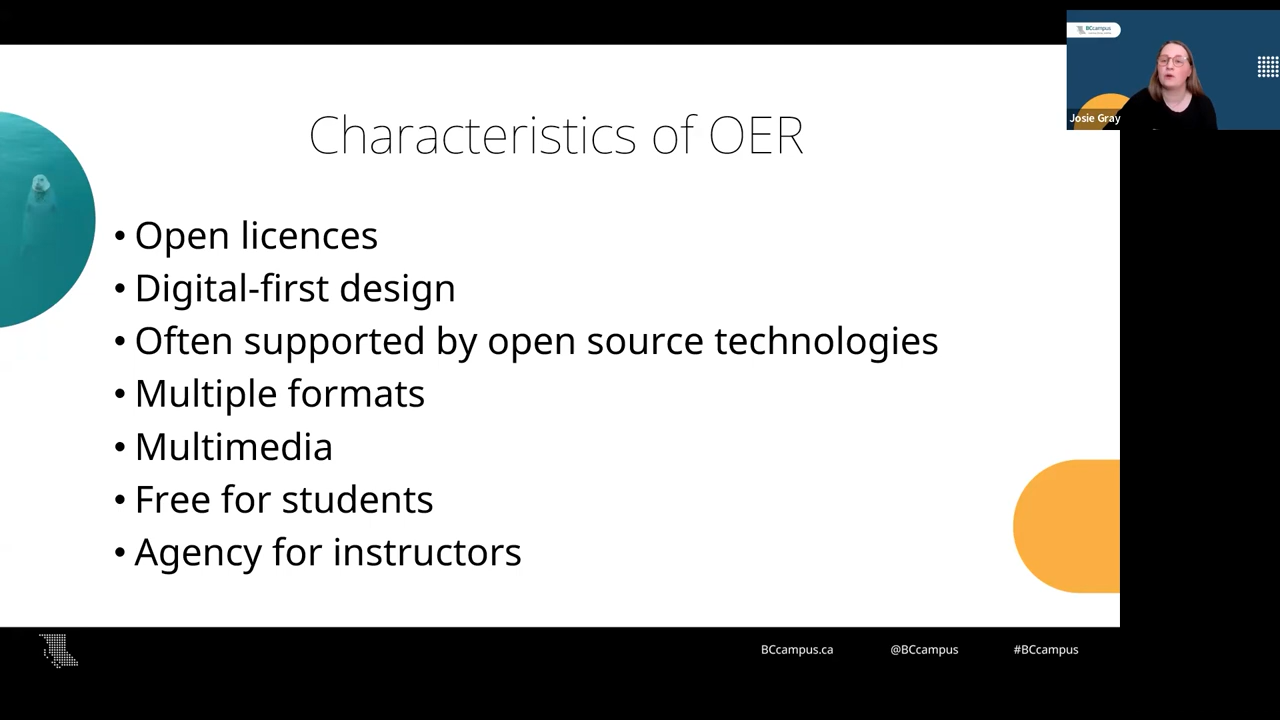 BCcampus
Josie Gray
Characteristics of OER
• Open licences
• Digital-first design
• Often supported by open source technologies
• Multiple formats
• Multimedia
• Free for students
• Agency for instructors
BCcampus.ca @BCcampus #BCcampus